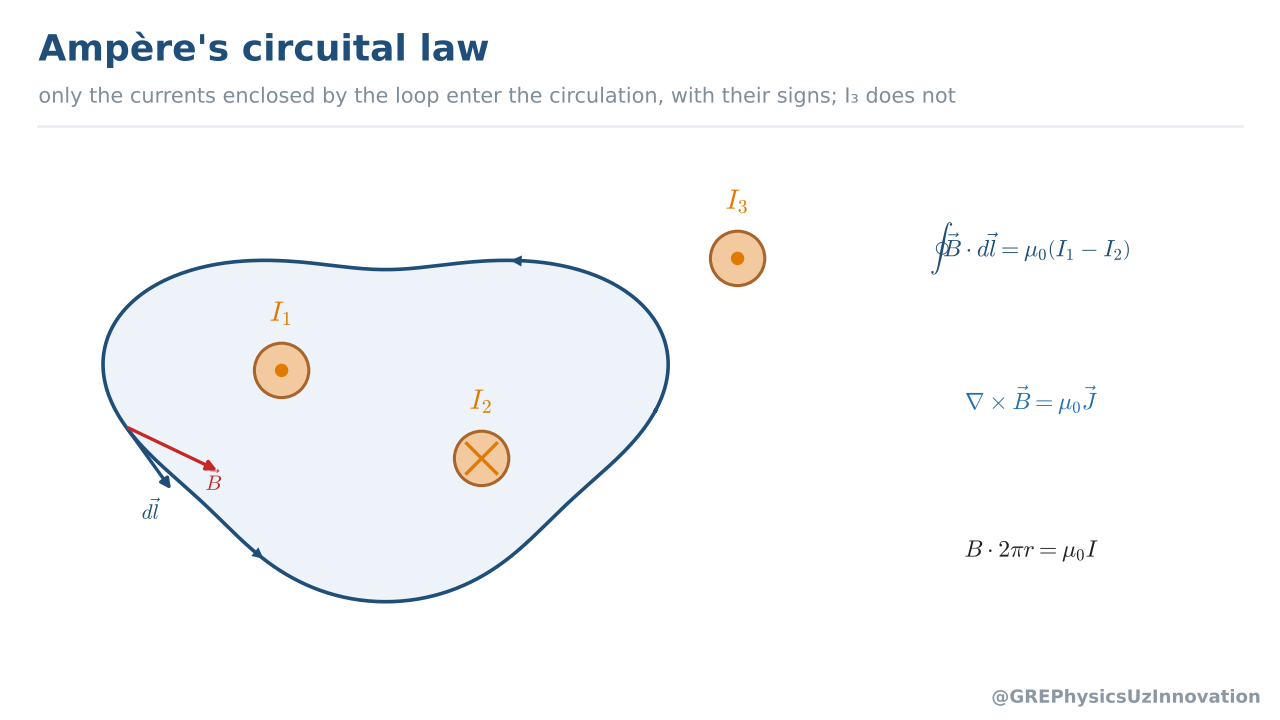 Ampère's circuital law
only the currents enclosed by the loop enter the circulation, with their signs; I₃ does not
I₃
∮B⃗ · dl⃗ = μ₀(I₁ − I₂)
I₁
I₂
∇ × B⃗ = μ₀J⃗
B⃗
dl⃗
B · 2πr = μ₀I
@GREPhysicsUzInnovation